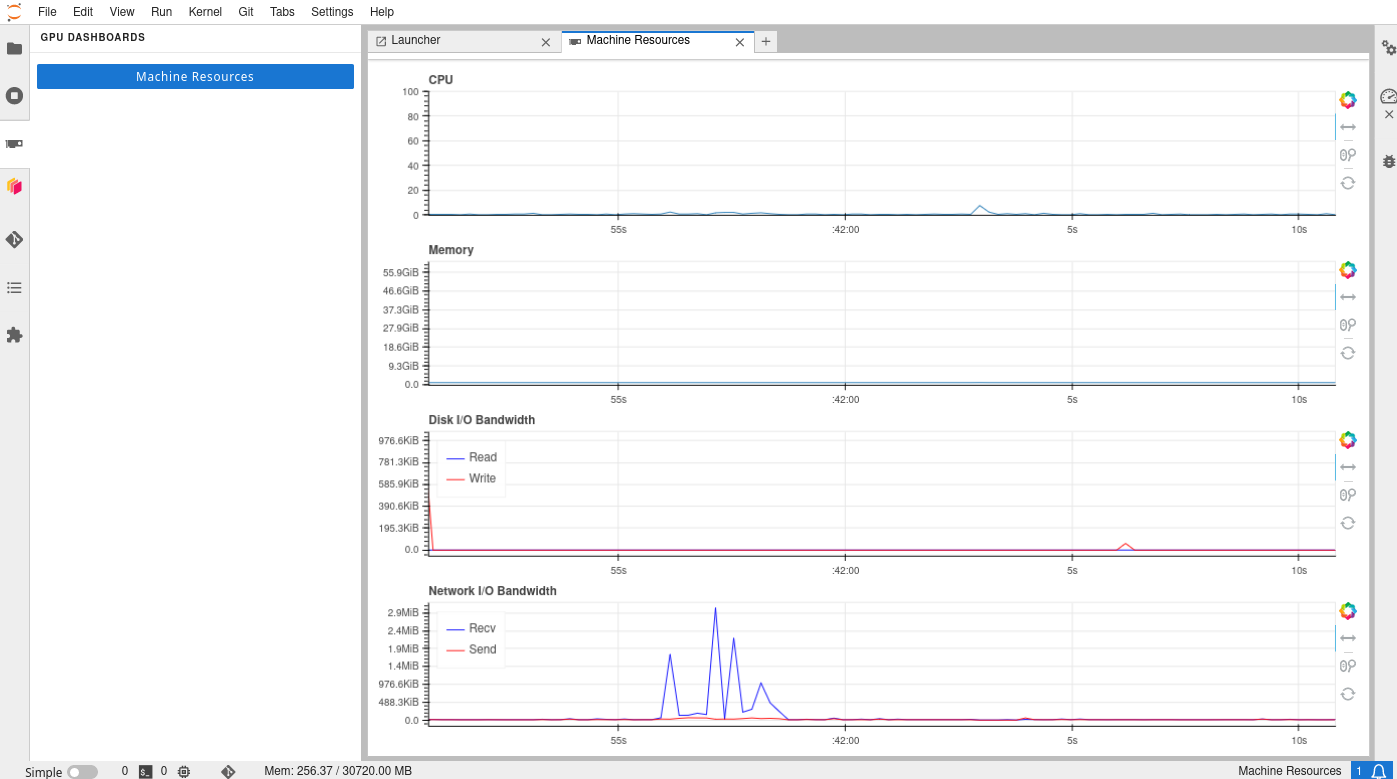 File Edit View Run Kernel Git Tabs Settings Help
GPU DASHBOARDS
Machine Resources
Launcher
Machine Resources
CPU
100
80
60
40
20
0
55s :42:00 5s 10s
Memory
55.9GiB
46.6GiB
37.3GiB
27.9GiB
18.6GiB
9.3GiB
0.0
55s :42:00 5s 10s
Disk I/O Bandwidth
976.6KiB
781.3KiB
585.9KiB
390.6KiB
195.3KiB
0.0
Read
Write
55s :42:00 5s 10s
Network I/O Bandwidth
2.9MiB
2.4MiB
1.9MiB
1.4MiB
976.6KiB
488.3KiB
0.0
Recv
Send
55s :42:00 5s 10s
Simple 0 0 Mem: 256.37 / 30720.00 MB Machine Resources 1